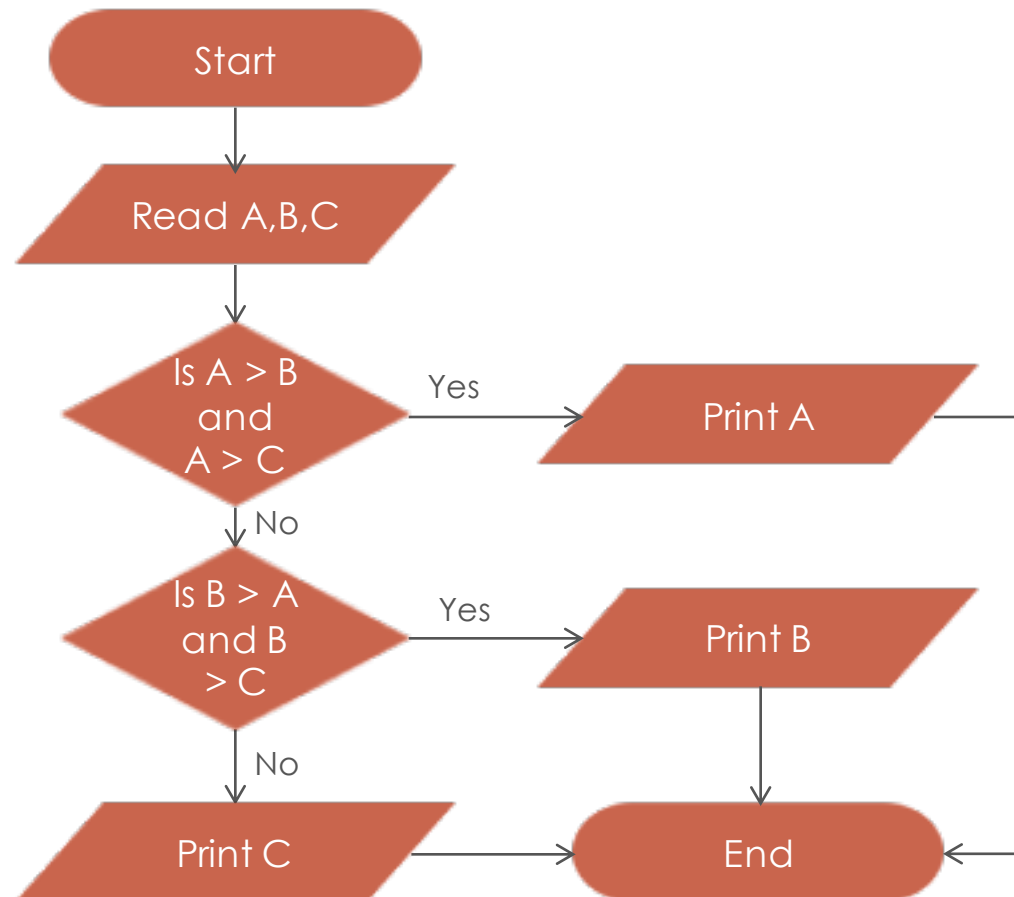 Start
Read A,B,C
Is A > B
and
A > C
Yes
Print A
No
Is B > A
and B
> C
Yes
Print B
No
Print C
End